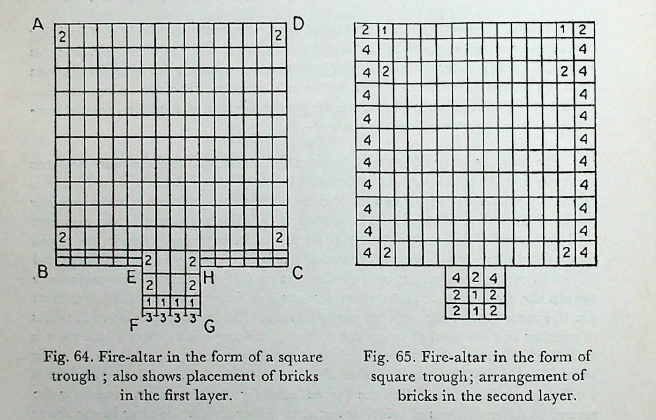 A D
2 2
2 2
B E 2 2 H C
2 2
1 1 1 1
F 3 3 3 3 G
Fig. 64. Fire-altar in the form of a square
trough ; also shows placement of bricks
in the first layer.
2 1 1 2
4 4
4 2 2 4
4 4
4 4
4 4
4 4
4 4
4 4
4 2 2 4
4 2 4
2 1 2
2 1 2
Fig. 65. Fire-altar in the form of
square trough; arrangement of
bricks in the second layer.